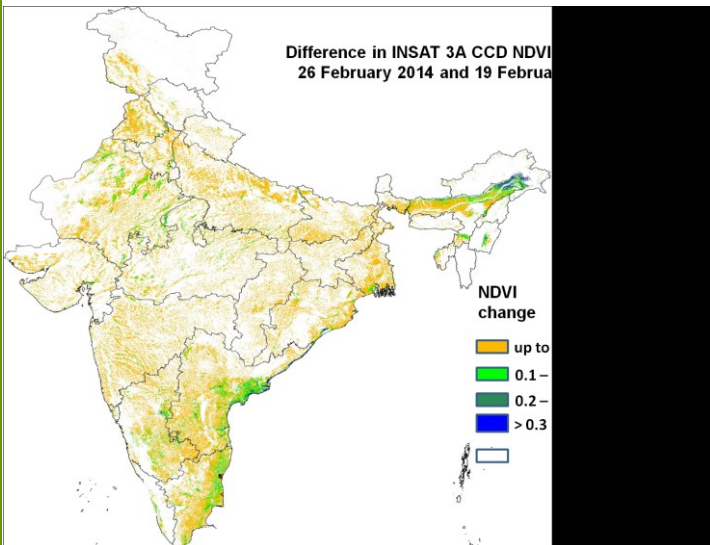 Difference in INSAT 3A CCD NDVI
26 February 2014 and 19 Februa
NDVI
change
up to
0.1 –
0.2 –
> 0.3